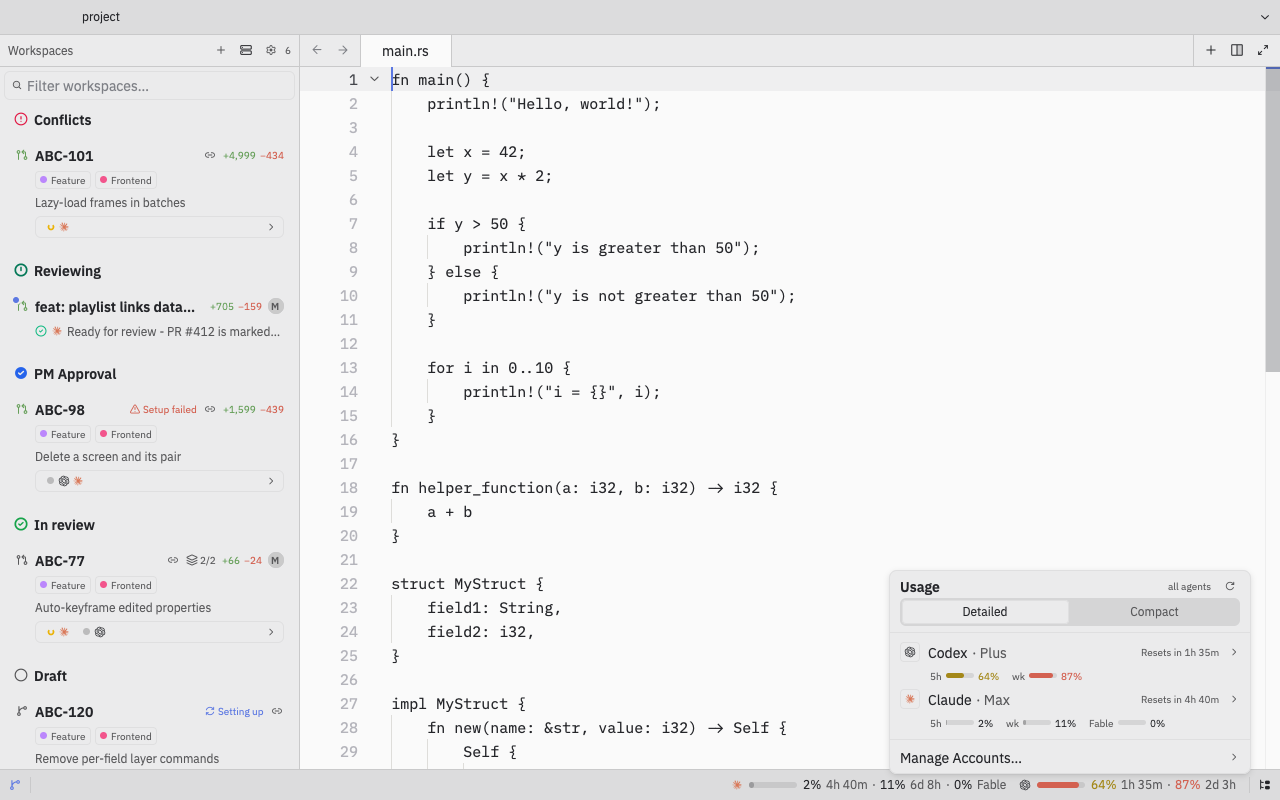 project
Workspaces
6
main.rs
Filter workspaces...
Conflicts
ABC-101
+4,999 −434
Feature
Frontend
Lazy-load frames in batches
Reviewing
feat: playlist links data...
+705 −159
M
Ready for review - PR #412 is marked...
PM Approval
ABC-98
Setup failed
+1,599 −439
Feature
Frontend
Delete a screen and its pair
In review
ABC-77
2/2 +66 −24
M
Feature
Frontend
Auto-keyframe edited properties
Draft
ABC-120
Setting up
Feature
Frontend
Remove per-field layer commands
1 fn main() {
2 println!("Hello, world!");
3
4 let x = 42;
5 let y = x * 2;
6
7 if y > 50 {
8 println!("y is greater than 50");
9 } else {
10 println!("y is not greater than 50");
11 }
12
13 for i in 0..10 {
14 println!("i = {}", i);
15 }
16 }
17
18 fn helper_function(a: i32, b: i32) -> i32 {
19 a + b
20 }
21
22 struct MyStruct {
23 field1: String,
24 field2: i32,
25 }
26
27 impl MyStruct {
28 fn new(name: &str, value: i32) -> Self {
29 Self {
Usage
all agents
Detailed
Compact
Codex · Plus
Resets in 1h 35m
5h 64% wk 87%
Claude · Max
Resets in 4h 40m
5h 2% wk 11% Fable 0%
Manage Accounts...
2% 4h 40m · 11% 6d 8h · 0% Fable
64% 1h 35m · 87% 2d 3h